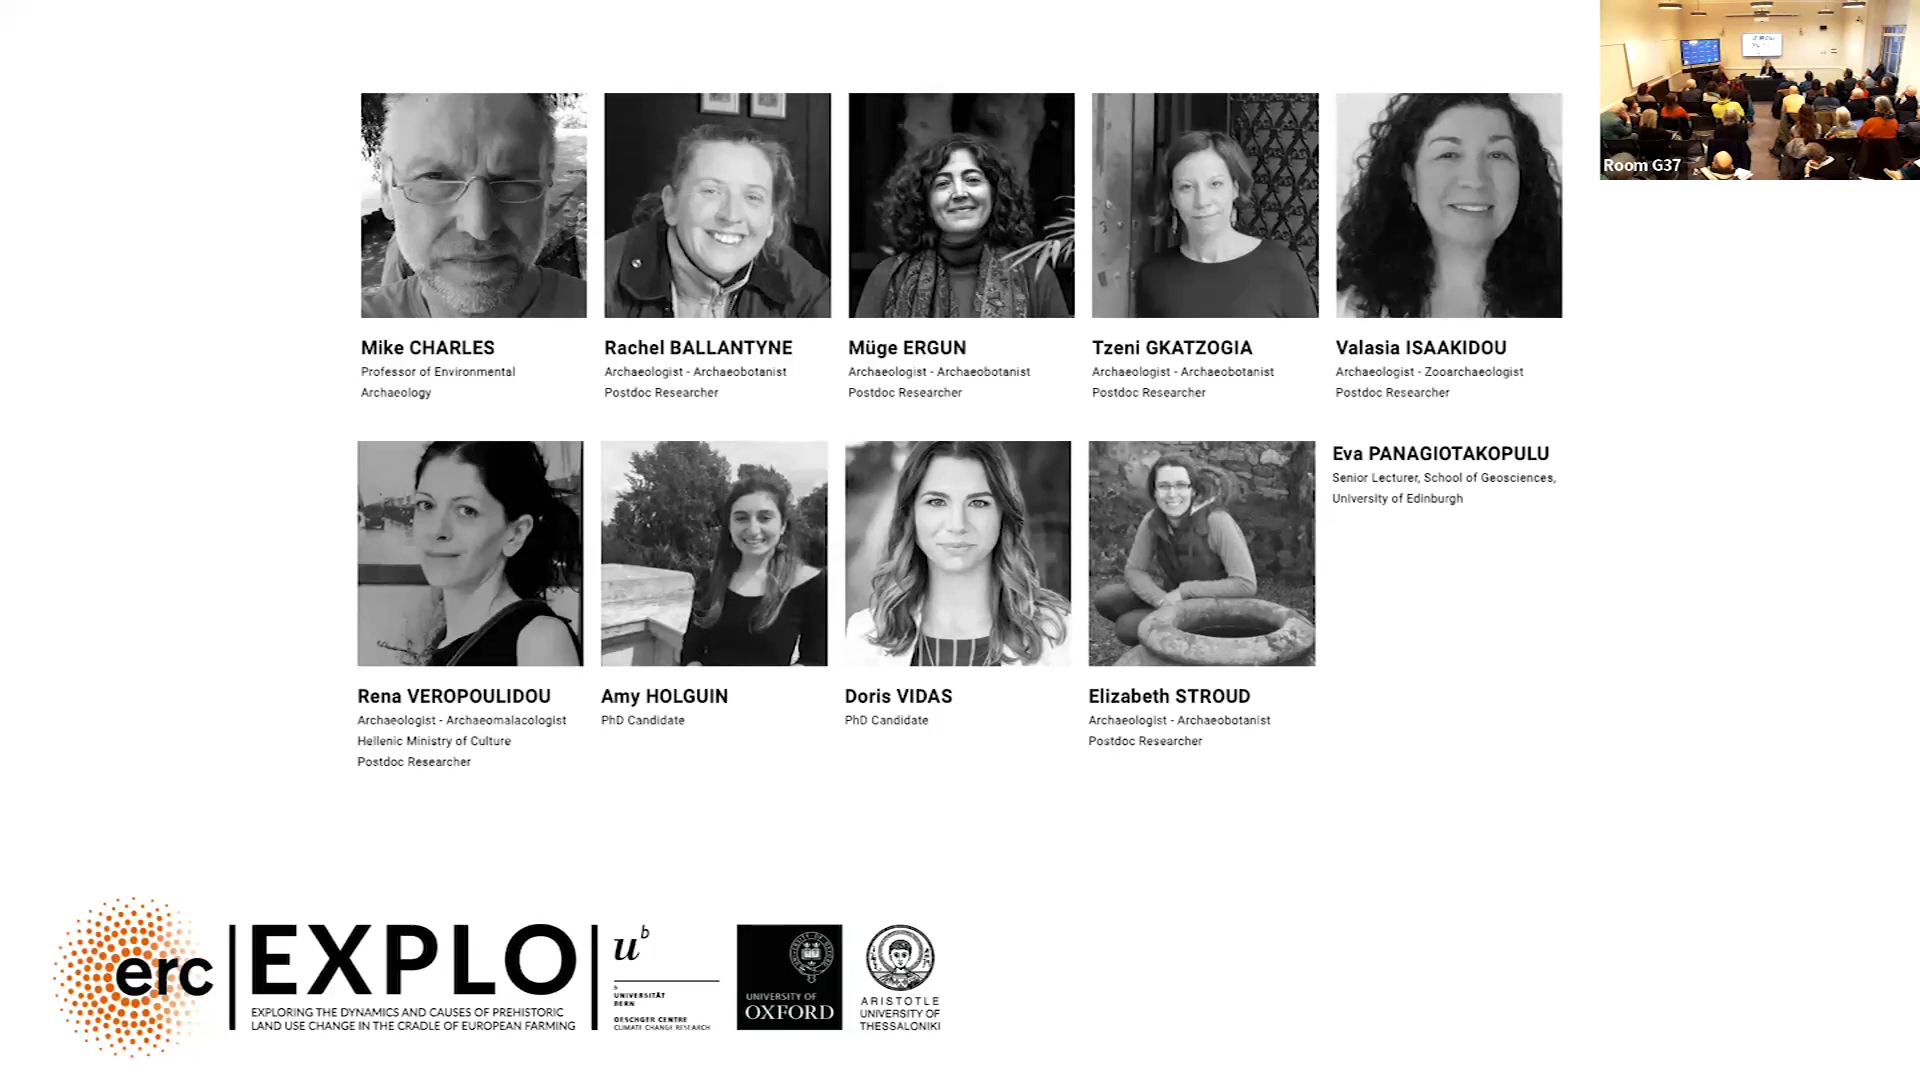 Room G37
Mike CHARLES
Professor of Environmental
Archaeology
Rachel BALLANTYNE
Archaeologist - Archaeobotanist
Postdoc Researcher
Müge ERGUN
Archaeologist - Archaeobotanist
Postdoc Researcher
Tzeni GKATZOGIA
Archaeologist - Archaeobotanist
Postdoc Researcher
Valasia ISAAKIDOU
Archaeologist - Zooarchaeologist
Postdoc Researcher
Rena VEROPOULIDOU
Archaeologist - Archaeomalacologist
Hellenic Ministry of Culture
Postdoc Researcher
Amy HOLGUIN
PhD Candidate
Doris VIDAS
PhD Candidate
Elizabeth STROUD
Archaeologist - Archaeobotanist
Postdoc Researcher
Eva PANAGIOTAKOPULU
Senior Lecturer, School of Geosciences,
University of Edinburgh
erc
EXPLO
EXPLORING THE DYNAMICS AND CAUSES OF PREHISTORIC
LAND USE CHANGE IN THE CRADLE OF EUROPEAN FARMING
u b
b
UNIVERSITÄT
BERN
OESCHGER CENTRE
CLIMATE CHANGE RESEARCH
UNIVERSITY OF
OXFORD
ARISTOTLE
UNIVERSITY OF
THESSALONIKI